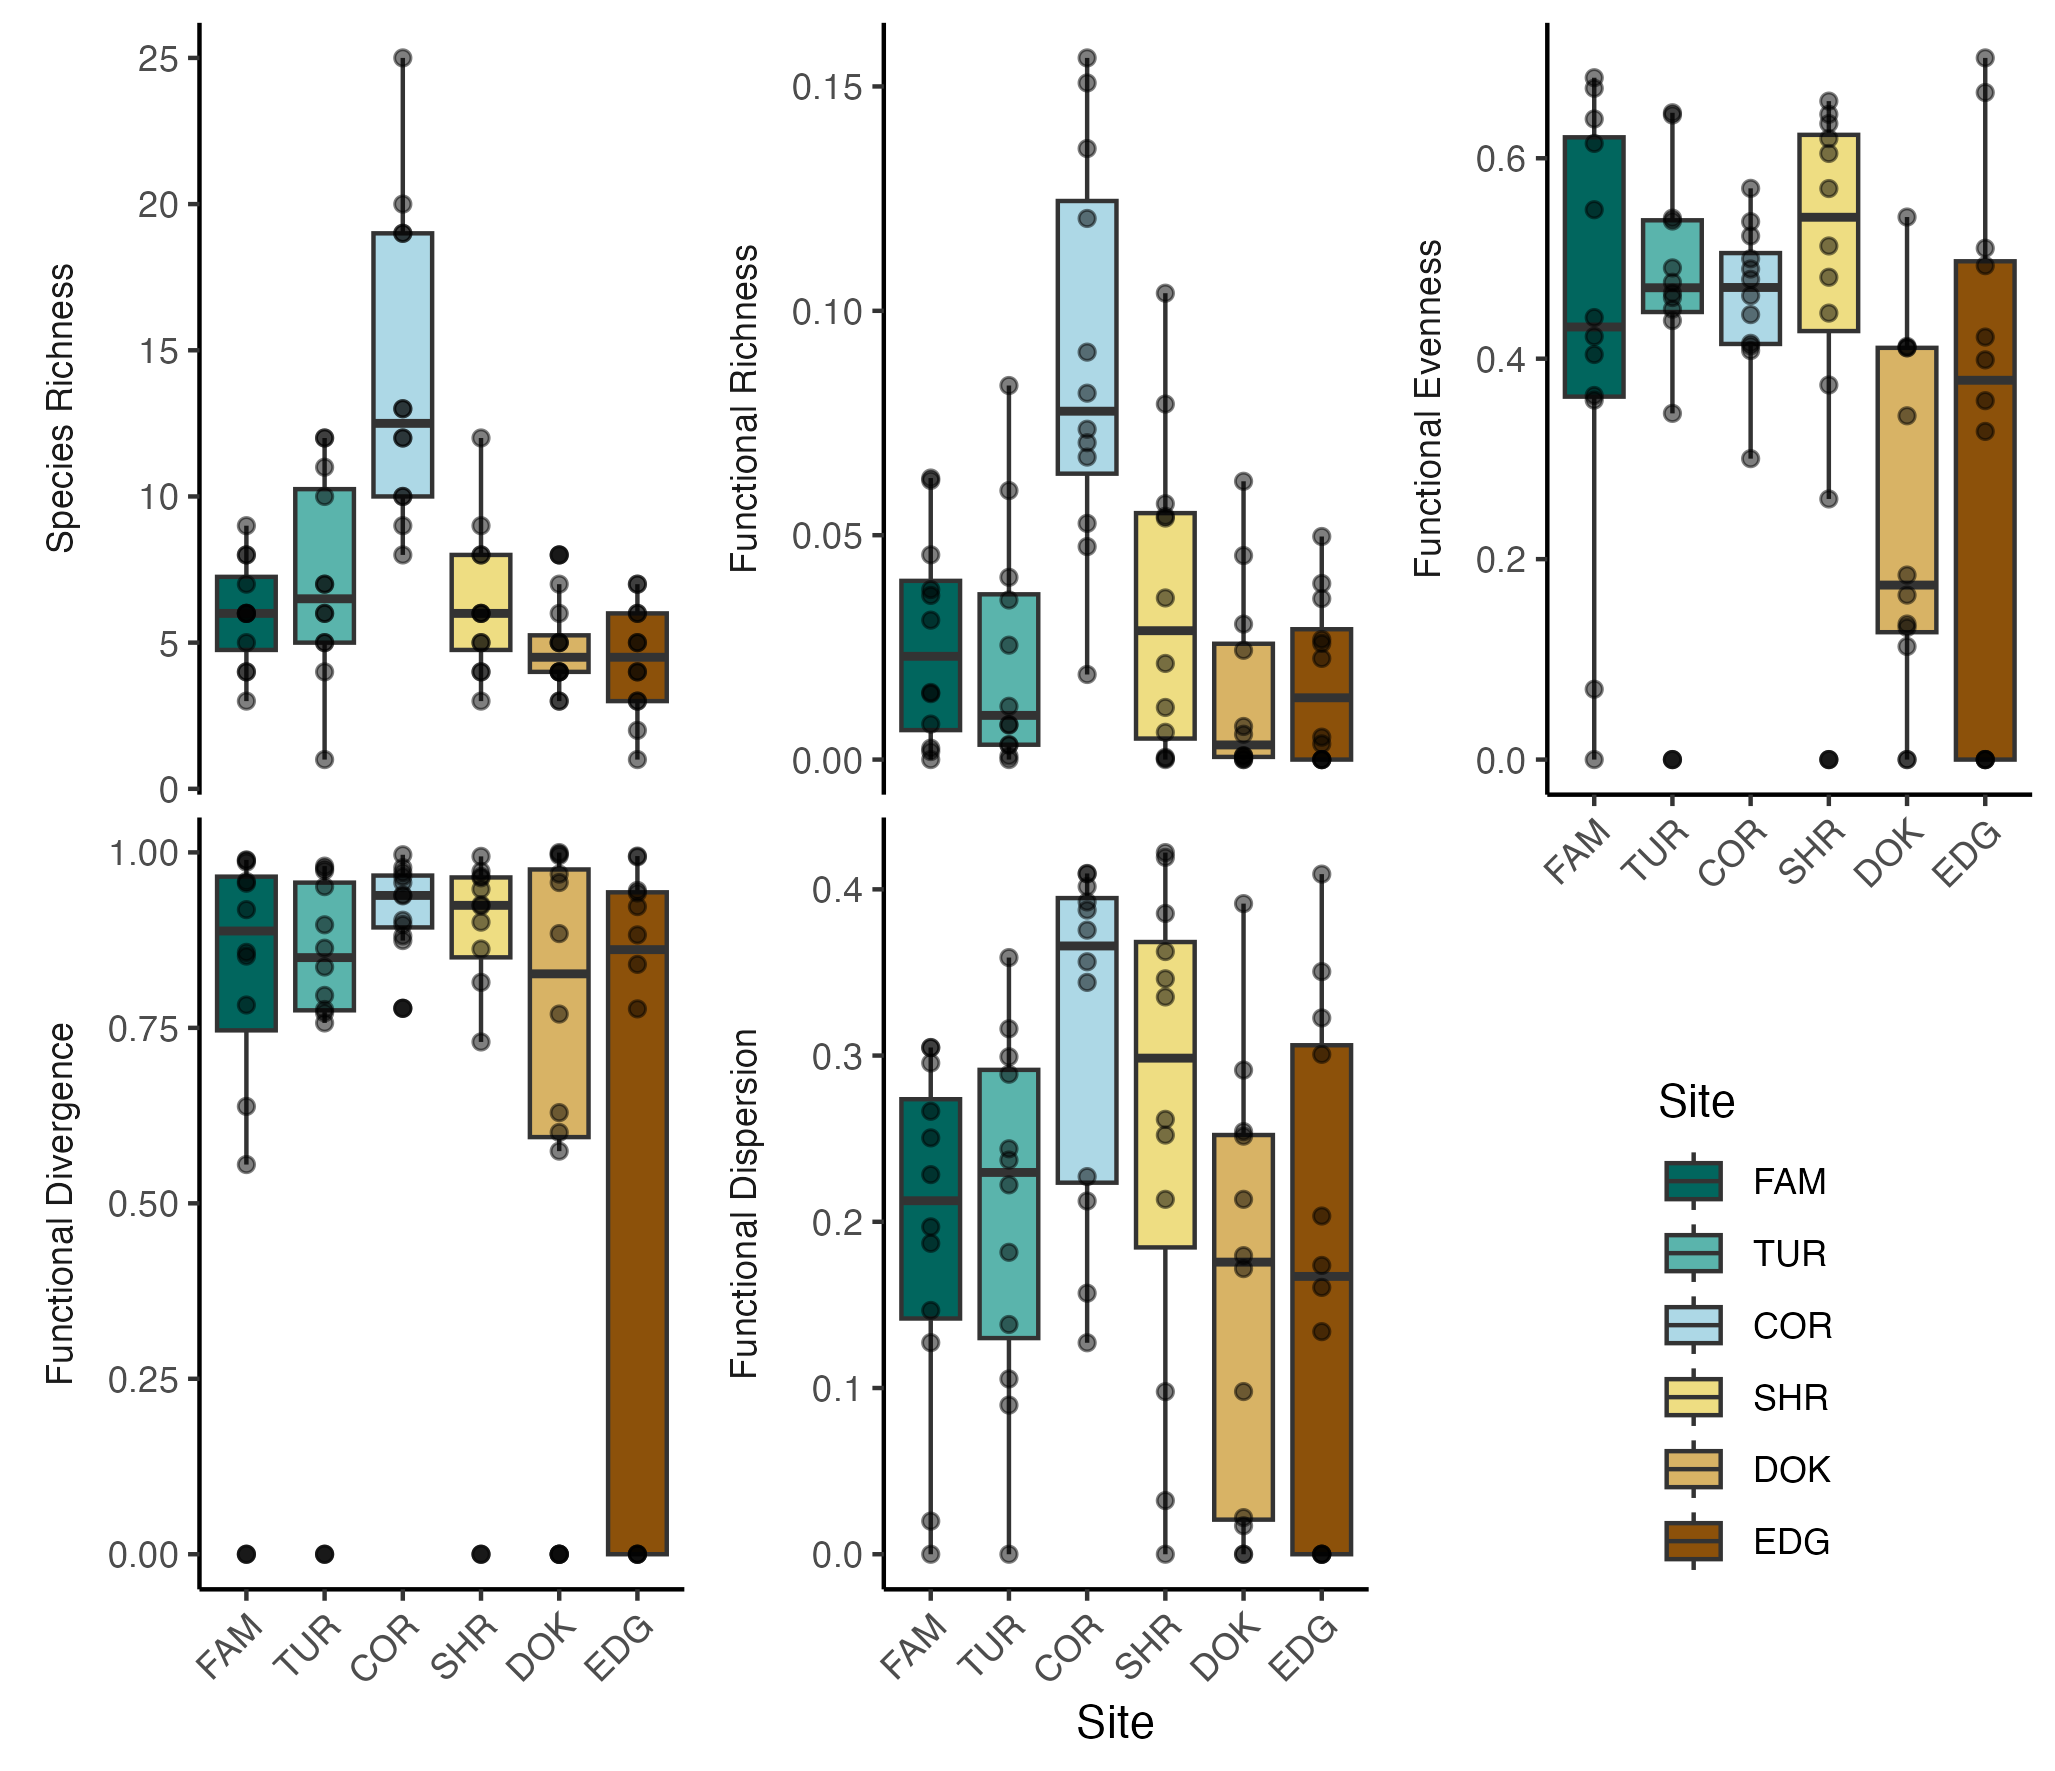 Species Richness
25
20
15
10
5
0
Functional Richness
0.15
0.10
0.05
0.00
Functional Evenness
0.6
0.4
0.2
0.0
FAM
TUR
COR
SHR
DOK
EDG
Functional Divergence
1.00
0.75
0.50
0.25
0.00
FAM
TUR
COR
SHR
DOK
EDG
Functional Dispersion
0.4
0.3
0.2
0.1
0.0
FAM
TUR
COR
SHR
DOK
EDG
Site
Site
FAM
TUR
COR
SHR
DOK
EDG